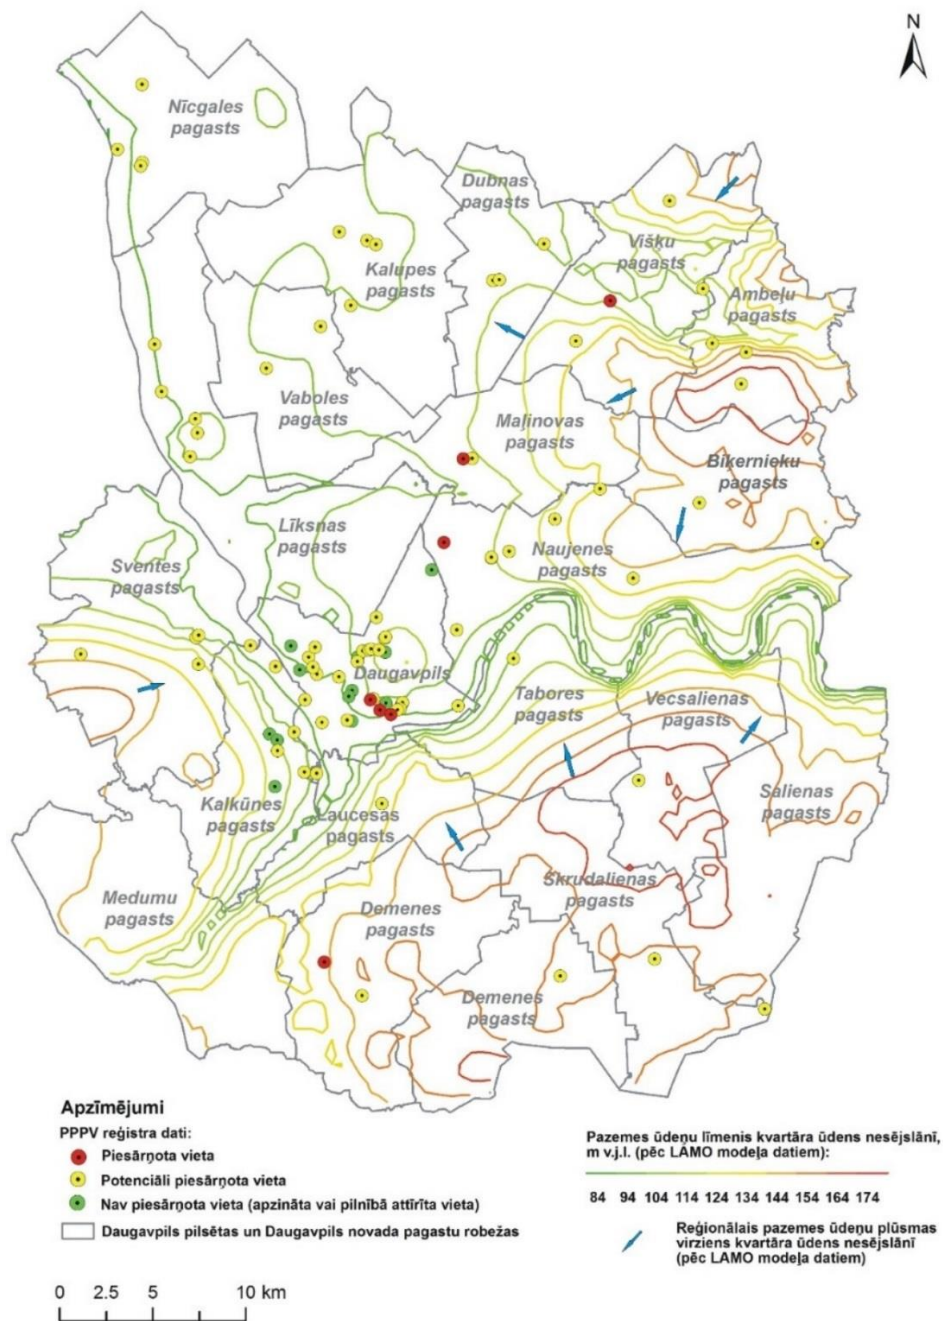 N
Nīcgales
pagasts
Dubnas
pagasts
Višķu
pagasts
Kalupes
pagasts
Ambeļu
pagasts
Vaboles
pagasts
Maļinovas
pagasts
Biķernieku
pagasts
Līksnas
pagasts
Naujenes
pagasts
Sventes
pagasts
Daugavpils
Tabores
pagasts
Vecsalienas
pagasts
Kalkūnes
pagasts
Laucesas
pagasts
Salienas
pagasts
Skrudalienas
pagasts
Medumu
pagasts
Demenes
pagasts
Demenes
pagasts
Apzīmējumi
PPPV reģistra dati:
Piesārņota vieta
Potenciāli piesārņota vieta
Nav piesārņota vieta (apzināta vai pilnībā attīrīta vieta)
Daugavpils pilsētas un Daugavpils novada pagastu robežas
Pazemes ūdeņu līmenis kvartāra ūdens nesējslānī,
m v.j.l. (pēc LAMO modeļa datiem):
84 94 104 114 124 134 144 154 164 174
Reģionālais pazemes ūdeņu plūsmas
virziens kvartāra ūdens nesējslānī
(pēc LAMO modeļa datiem)
0 2.5 5 10 km